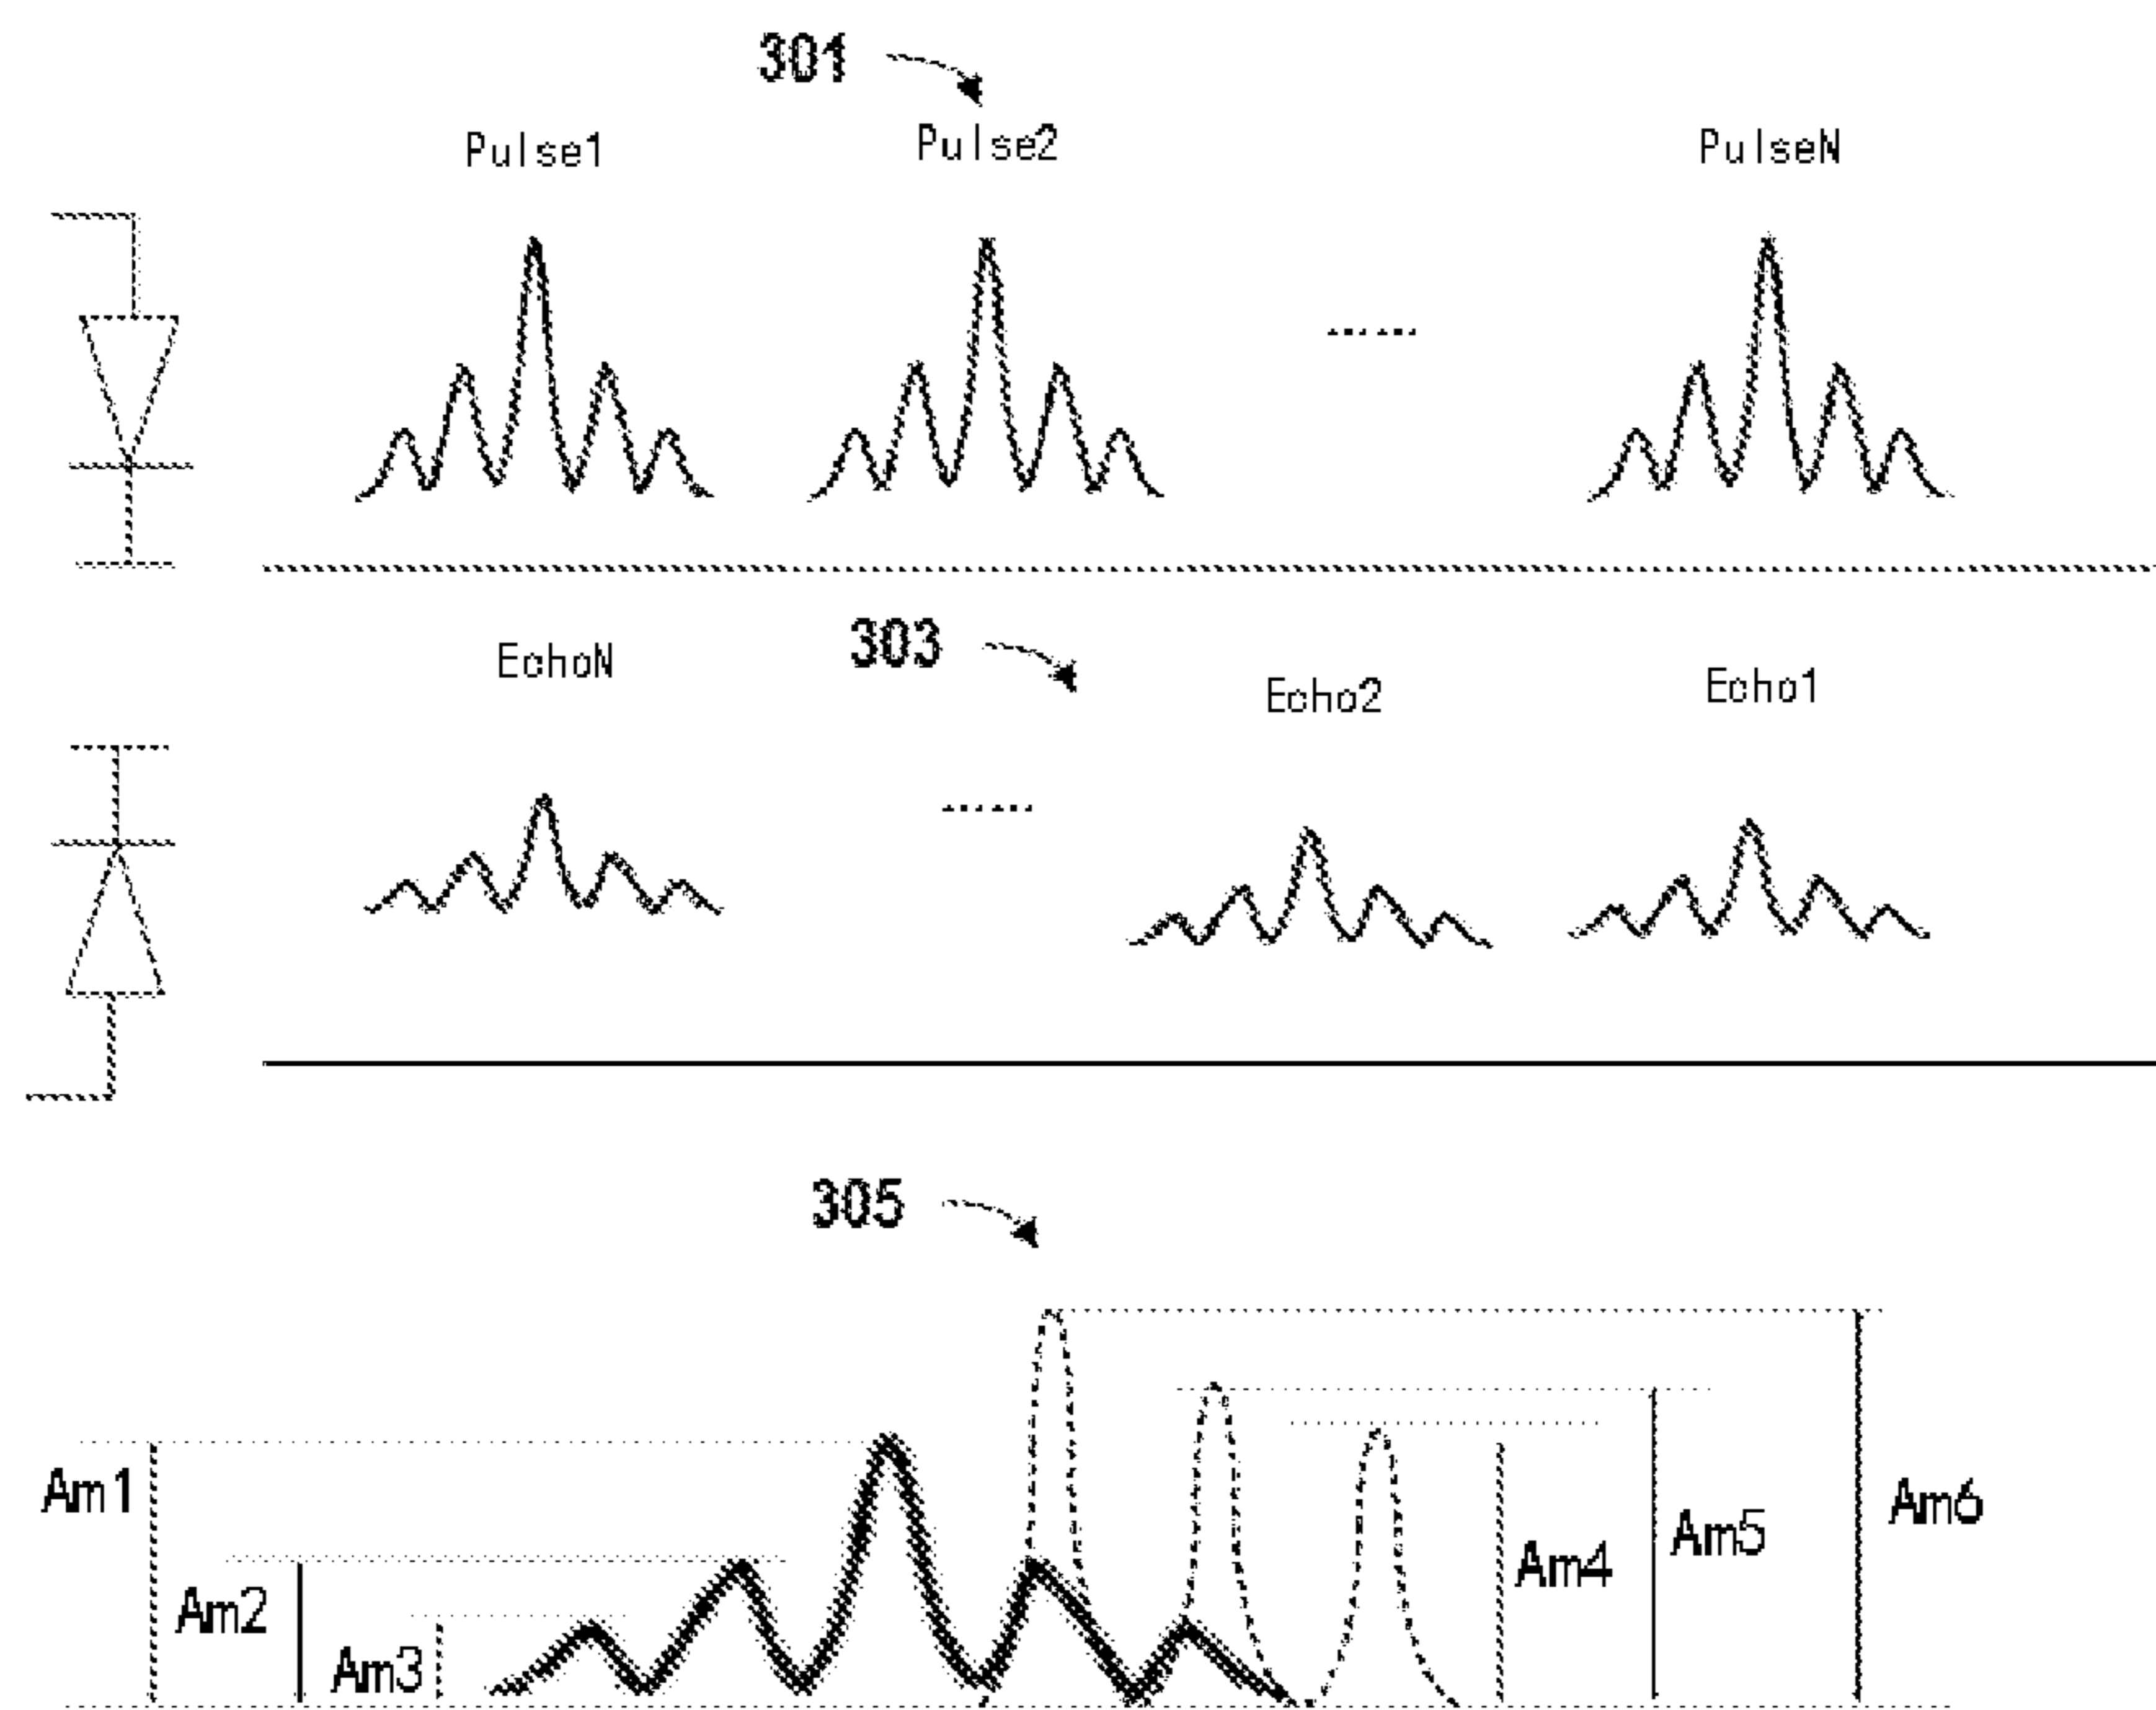 301
Pulse1 Pulse2 PulseN
......
303
EchoN Echo2 Echo1
......
305
Am1
Am2
Am3
Am4
Am5
Am6